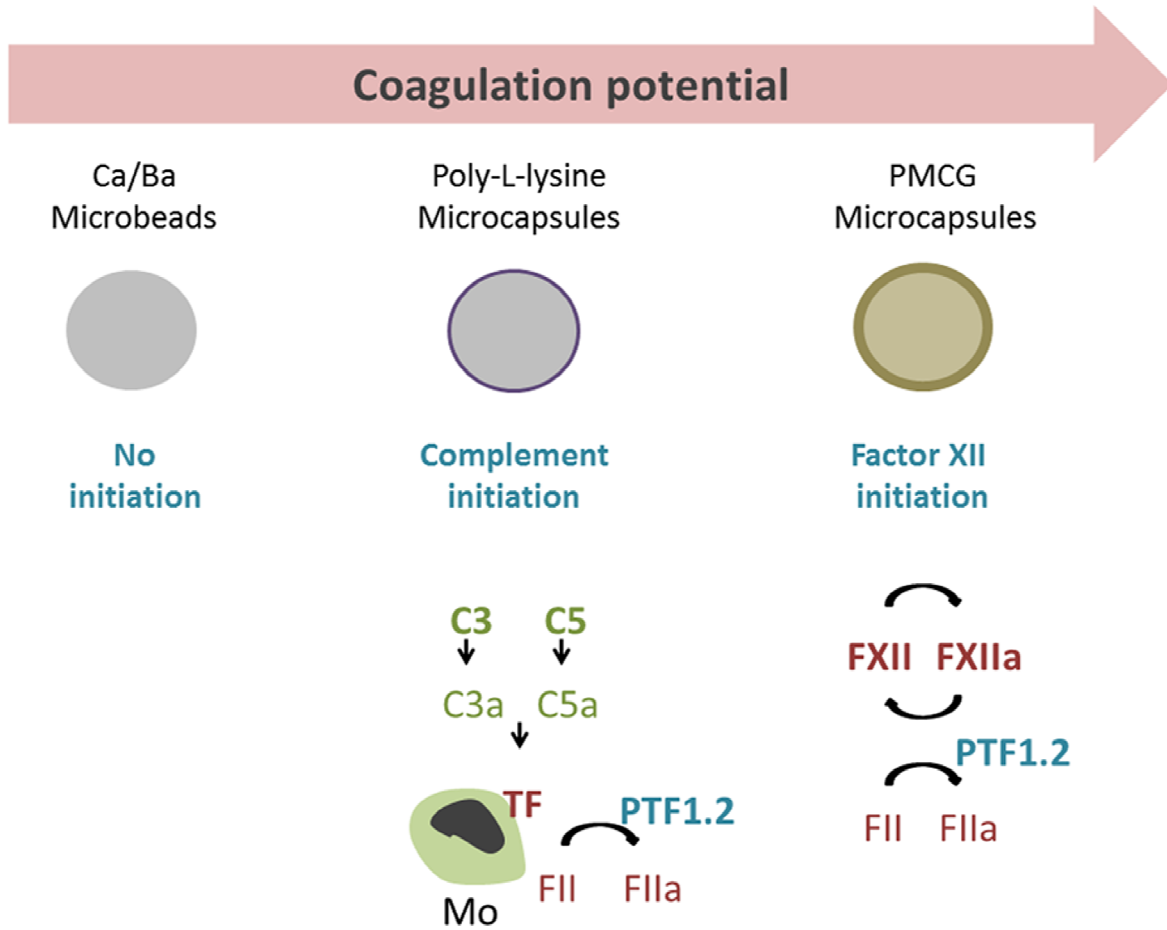 Coagulation potential
Ca/Ba
Microbeads
Poly-L-lysine
Microcapsules
PMCG
Microcapsules
No
initiation
Complement
initiation
Factor XII
initiation
C3 C5
C3a C5a
TF
PTF1.2
FII FIIa
Mo
FXII FXIIa
PTF1.2
FII FIIa